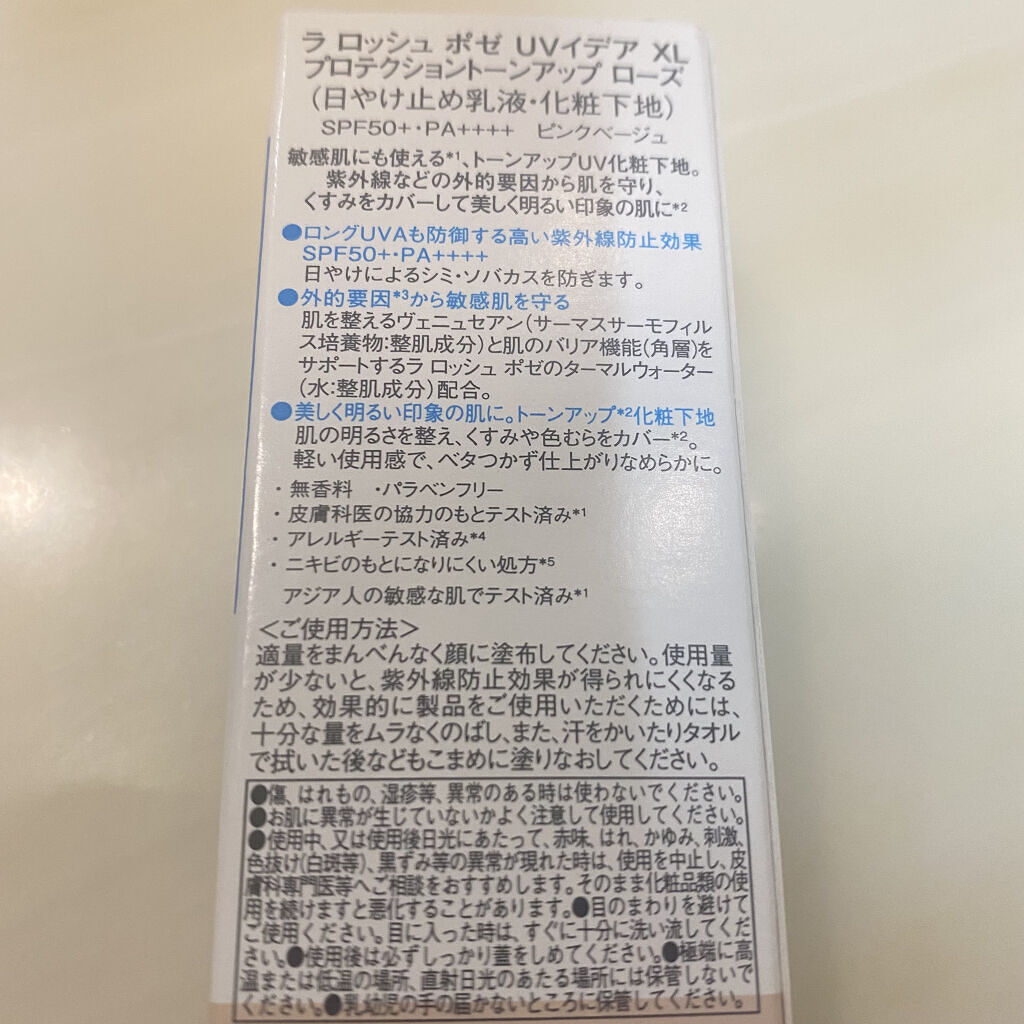 ラ ロッシュ ポゼ UVイデア XL
プロテクショントーンアップ ローズ
(日やけ止め乳液・化粧下地)
SPF50+・PA++++ ピンクベージュ
敏感肌にも使える*1、トーンアップUV化粧下地。
紫外線などの外的要因から肌を守り、
くすみをカバーして美しく明るい印象の肌に*2
●ロングUVAも防御する高い紫外線防止効果
SPF50+・PA++++
日やけによるシミ・ソバカスを防ぎます。
●外的要因*3から敏感肌を守る
肌を整えるヴェニュセアン(サーマスサーモフィル
ス培養物:整肌成分)と肌のバリア機能(角層)を
サポートするラ ロッシュ ポゼのターマルウォーター
(水:整肌成分)配合。
●美しく明るい印象の肌に。トーンアップ*2化粧下地
肌の明るさを整え、くすみや色むらをカバー*2。
軽い使用感で、ベタつかず仕上がりなめらかに。
・無香料 ・パラベンフリー
・皮膚科医の協力のもとテスト済み*1
・アレルギーテスト済み*4
・ニキビのもとになりにくい処方*5
アジア人の敏感な肌でテスト済み*1
<ご使用方法>
適量をまんべんなく顔に塗布してください。使用量
が少ないと、紫外線防止効果が得られにくくなる
ため、効果的に製品をご使用いただくためには、
十分な量をムラなくのばし、また、汗をかいたりタオル
で拭いた後などもこまめに塗りなおしてください。
●傷、はれもの、湿疹等、異常のある時は使わないでください。
●お肌に異常が生じていないかよく注意して使用してください。
●使用中、又は使用後日光にあたって、赤味、はれ、かゆみ、刺激、
色抜け(白斑等)、黒ずみ等の異常が現れた時は、使用を中止し、皮
膚科専門医等へご相談をおすすめします。そのまま化粧品類の使
用を続けますと悪化することがあります。●目のまわりを避けて
ご使用ください。目に入った時は、すぐに十分に洗い流してくだ
さい。●使用後は必ずしっかり蓋をしめてください。●極端に高
温または低温の場所、直射日光のあたる場所には保管しないで
ください。●乳幼児の手の届かないところに保管してください。